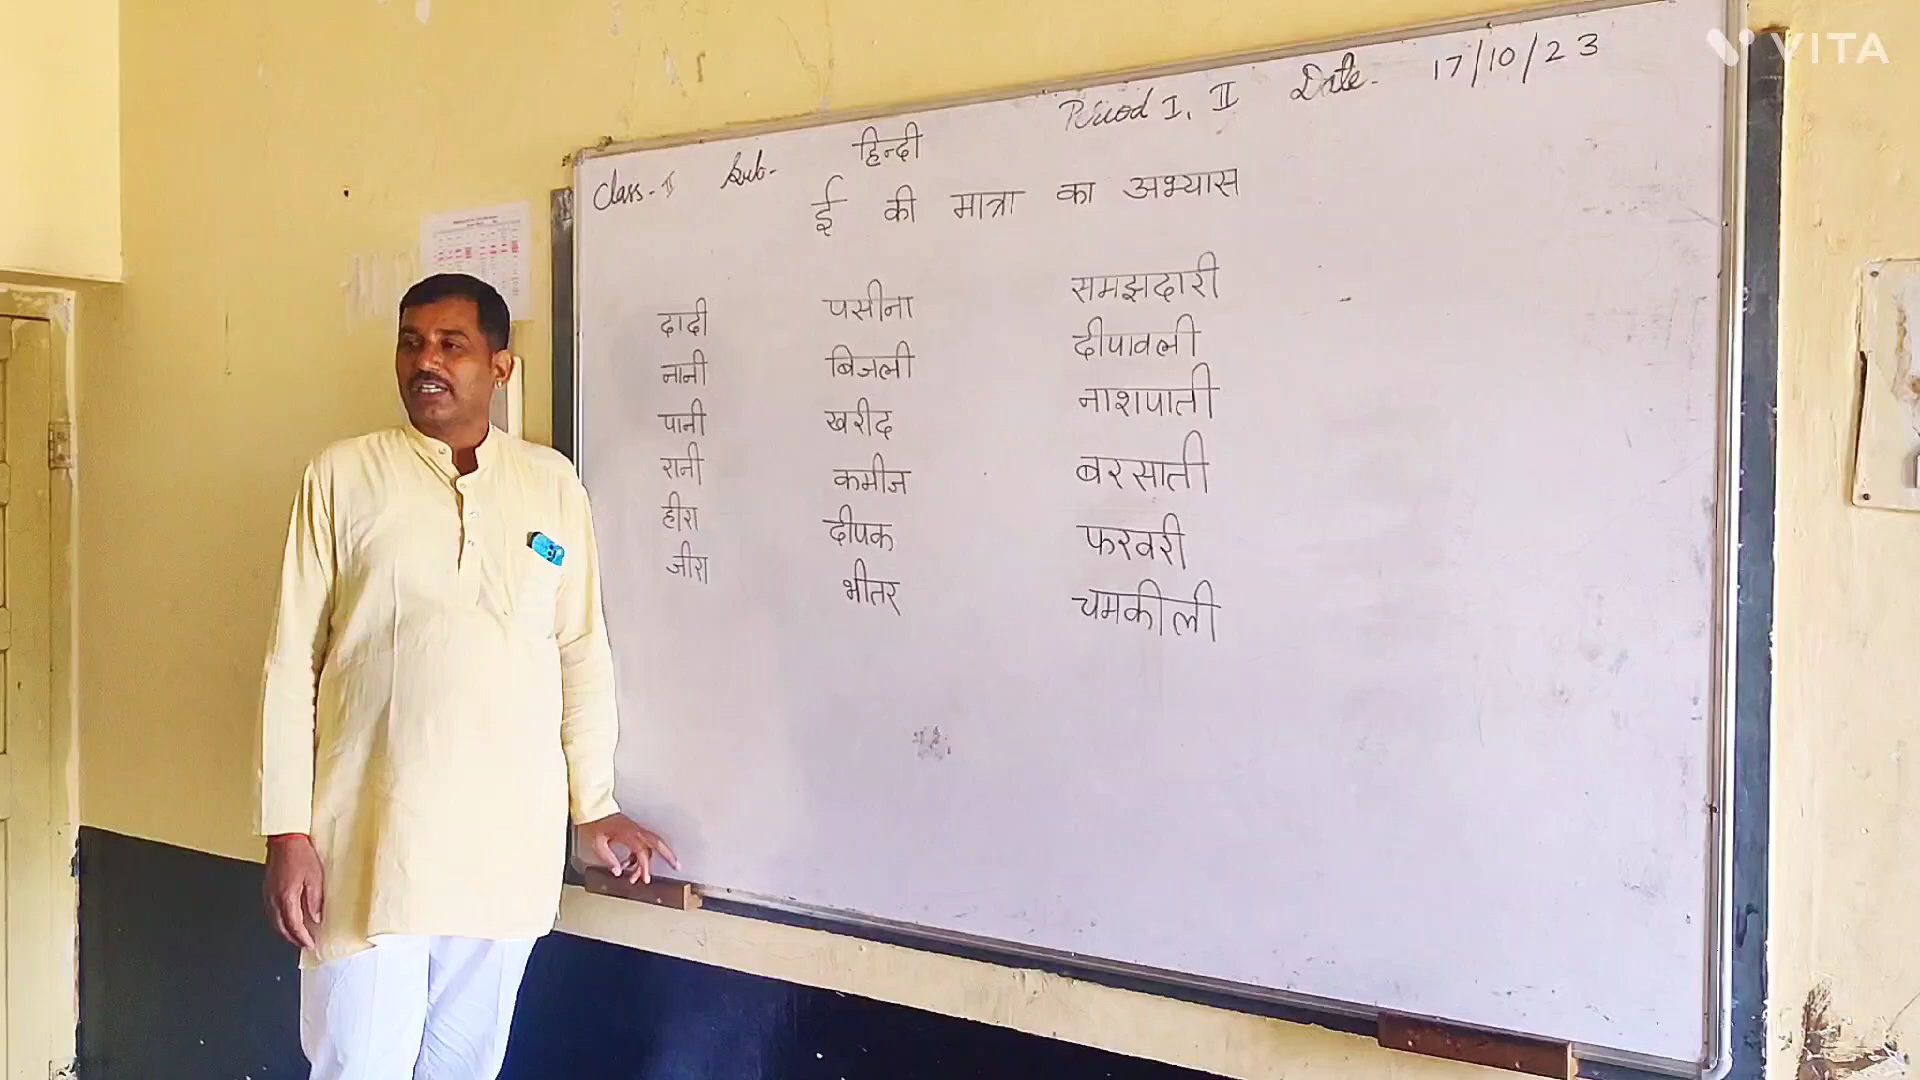 VITA
Class-II Sub- हिन्दी Period I, II Date- 17/10/23
ई की मात्रा का अभ्यास
दादी पसीना समझदारी
नानी बिजली दीपावली
पानी खरीद नाशपाती
रानी कमीज बरसाती
हीरा दीपक फरवरी
जीरा भीतर चमकीली